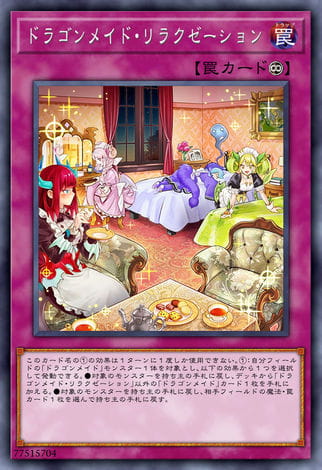 ドラゴンメイド・リラクゼーション
トラップ
罠
【罠カード】
このカード名の①の効果は1ターンに1度しか使用できない。①：自分フィール
ドの「ドラゴンメイド」モンスター1体を対象とし、以下の効果から1つを選択
して発動できる。●対象のモンスターを持ち主の手札に戻し、デッキから「ドラ
ゴンメイド・リラクゼーション」以外の「ドラゴンメイド」カード1枚を手札に
加える。●対象のモンスターを持ち主の手札に戻し、相手フィールドの魔法・罠
カード1枚を選んで持ち主の手札に戻す。
77515704